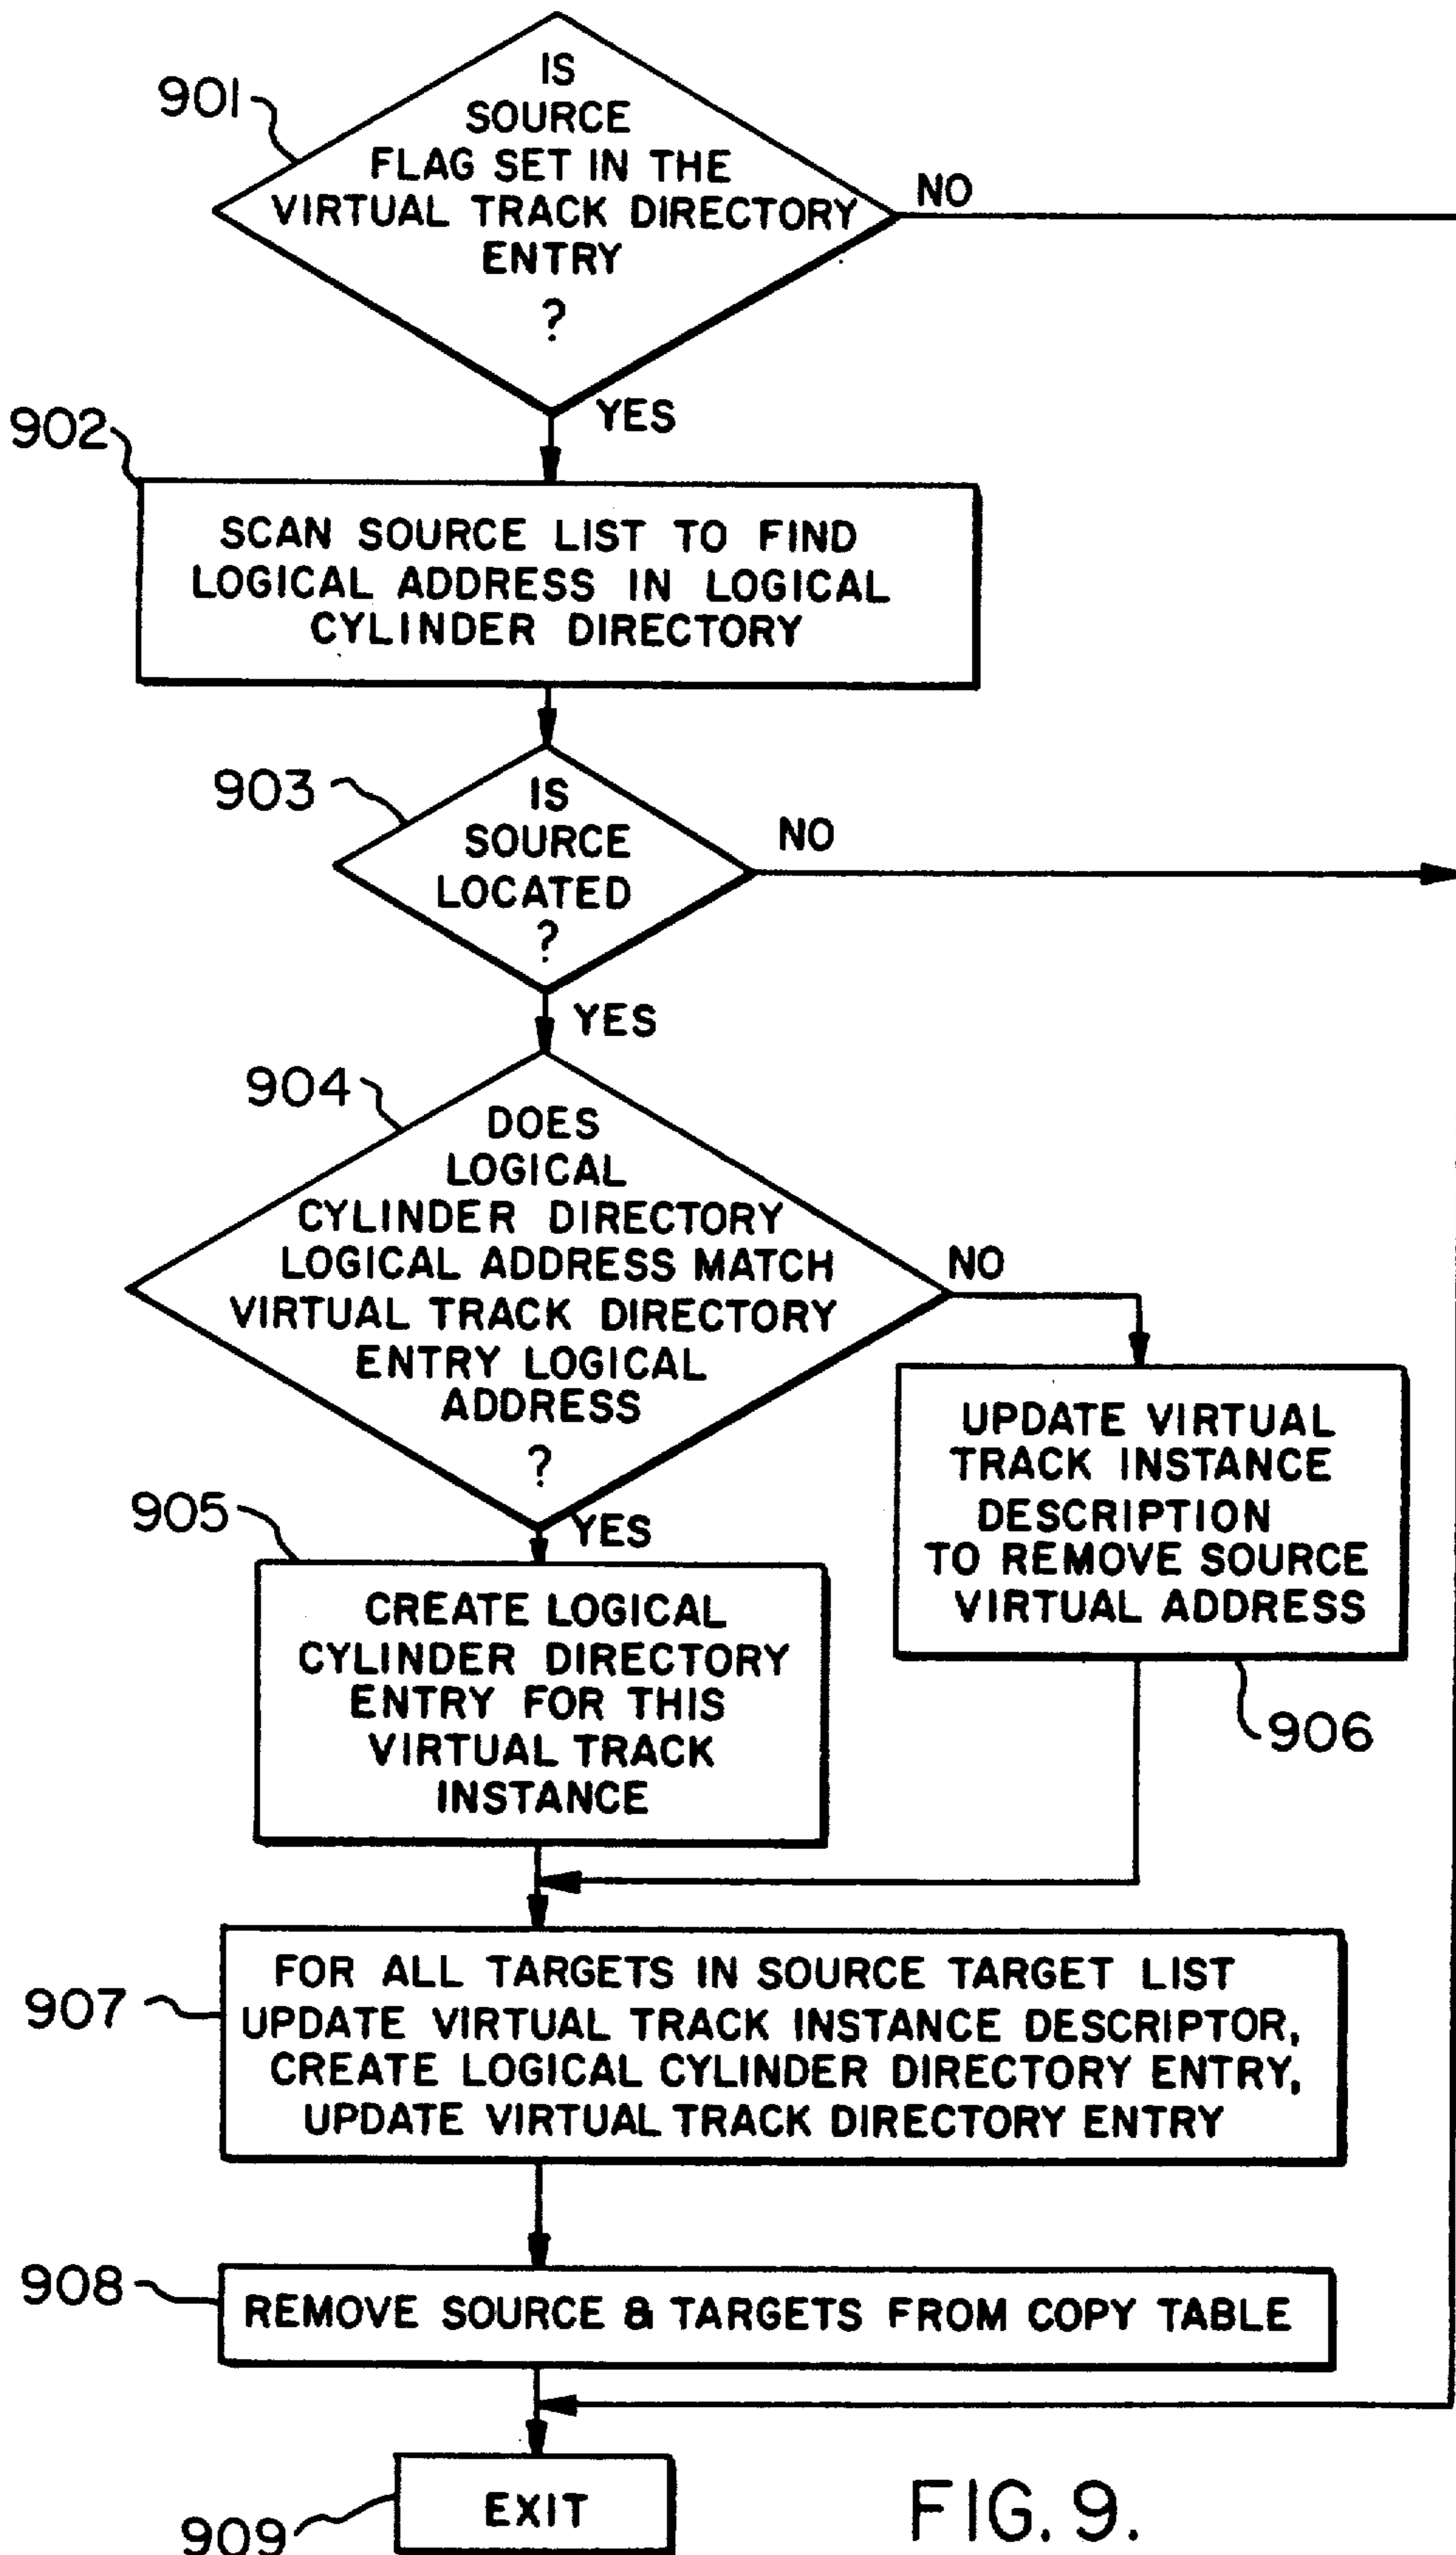 901
IS
SOURCE
FLAG SET IN THE
VIRTUAL TRACK DIRECTORY
ENTRY
?
NO
YES
902
SCAN SOURCE LIST TO FIND
LOGICAL ADDRESS IN LOGICAL
CYLINDER DIRECTORY
903
IS
SOURCE
LOCATED
?
NO
YES
904
DOES
LOGICAL
CYLINDER DIRECTORY
LOGICAL ADDRESS MATCH
VIRTUAL TRACK DIRECTORY
ENTRY LOGICAL
ADDRESS
?
NO
YES
905
CREATE LOGICAL
CYLINDER DIRECTORY
ENTRY FOR THIS
VIRTUAL TRACK
INSTANCE
UPDATE VIRTUAL
TRACK INSTANCE
DESCRIPTION
TO REMOVE SOURCE
VIRTUAL ADDRESS
906
907
FOR ALL TARGETS IN SOURCE TARGET LIST
UPDATE VIRTUAL TRACK INSTANCE DESCRIPTOR,
CREATE LOGICAL CYLINDER DIRECTORY ENTRY,
UPDATE VIRTUAL TRACK DIRECTORY ENTRY
908
REMOVE SOURCE & TARGETS FROM COPY TABLE
909
EXIT
FIG. 9.